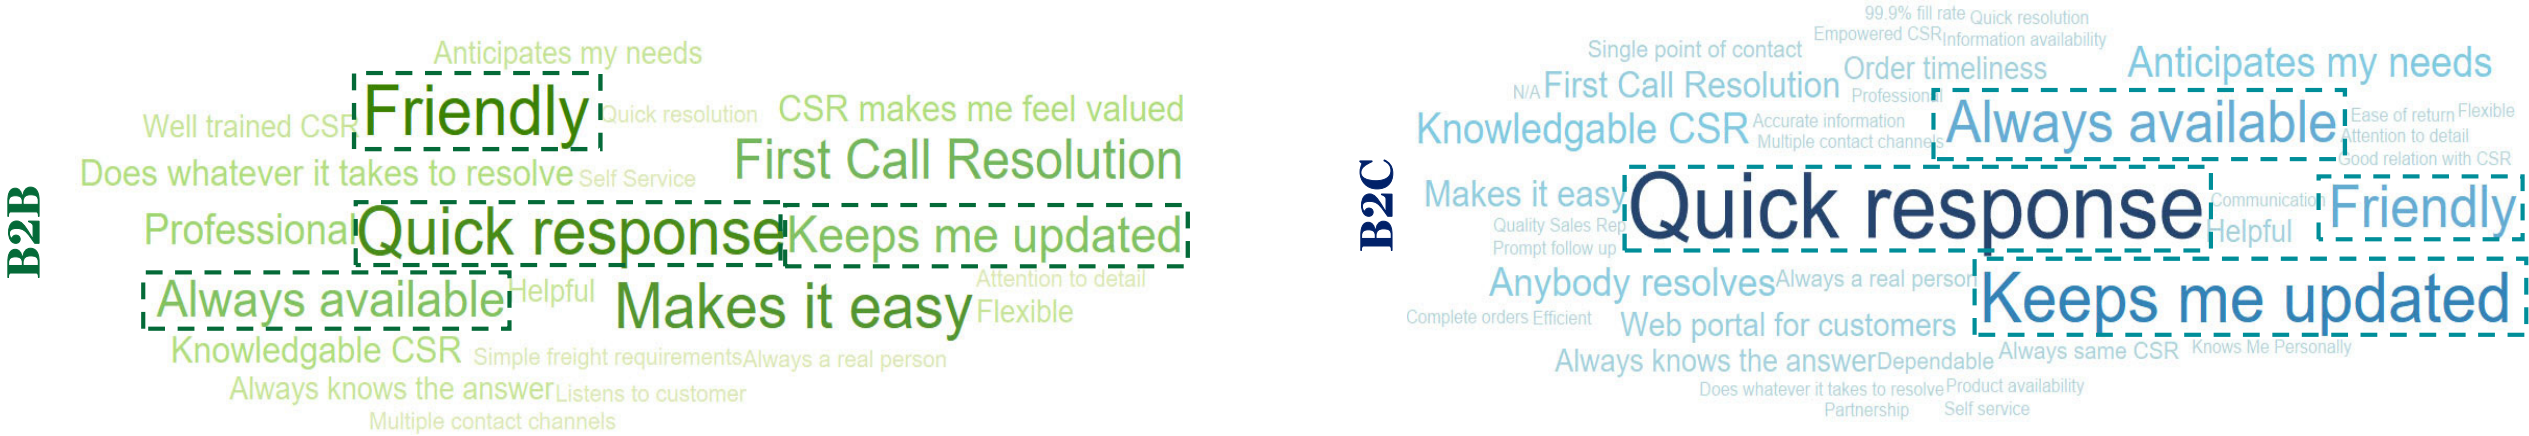 B2B
Anticipates my needs
Friendly
Well trained CSR
Quick resolution
CSR makes me feel valued
First Call Resolution
Does whatever it takes to resolve
Self Service
Professional
Quick response
Keeps me updated
Always available
Helpful
Makes it easy
Attention to detail
Flexible
Knowledgable CSR
Simple freight requirements
Always a real person
Always knows the answer
Listens to customer
Multiple contact channels
B2C
99.9% fill rate
Quick resolution
Empowered CSR
Information availability
Single point of contact
Order timeliness
Anticipates my needs
N/A
First Call Resolution
Professional
Always available
Ease of return
Flexible
Knowledgable CSR
Accurate information
Attention to detail
Multiple contact channels
Good relation with CSR
Makes it easy
Quick response
Communication
Friendly
Quality Sales Rep
Helpful
Prompt follow up
Anybody resolves
Always a real person
Keeps me updated
Complete orders
Efficient
Web portal for customers
Always knows the answer
Dependable
Always same CSR
Knows Me Personally
Does whatever it takes to resolve
Product availability
Partnership
Self service